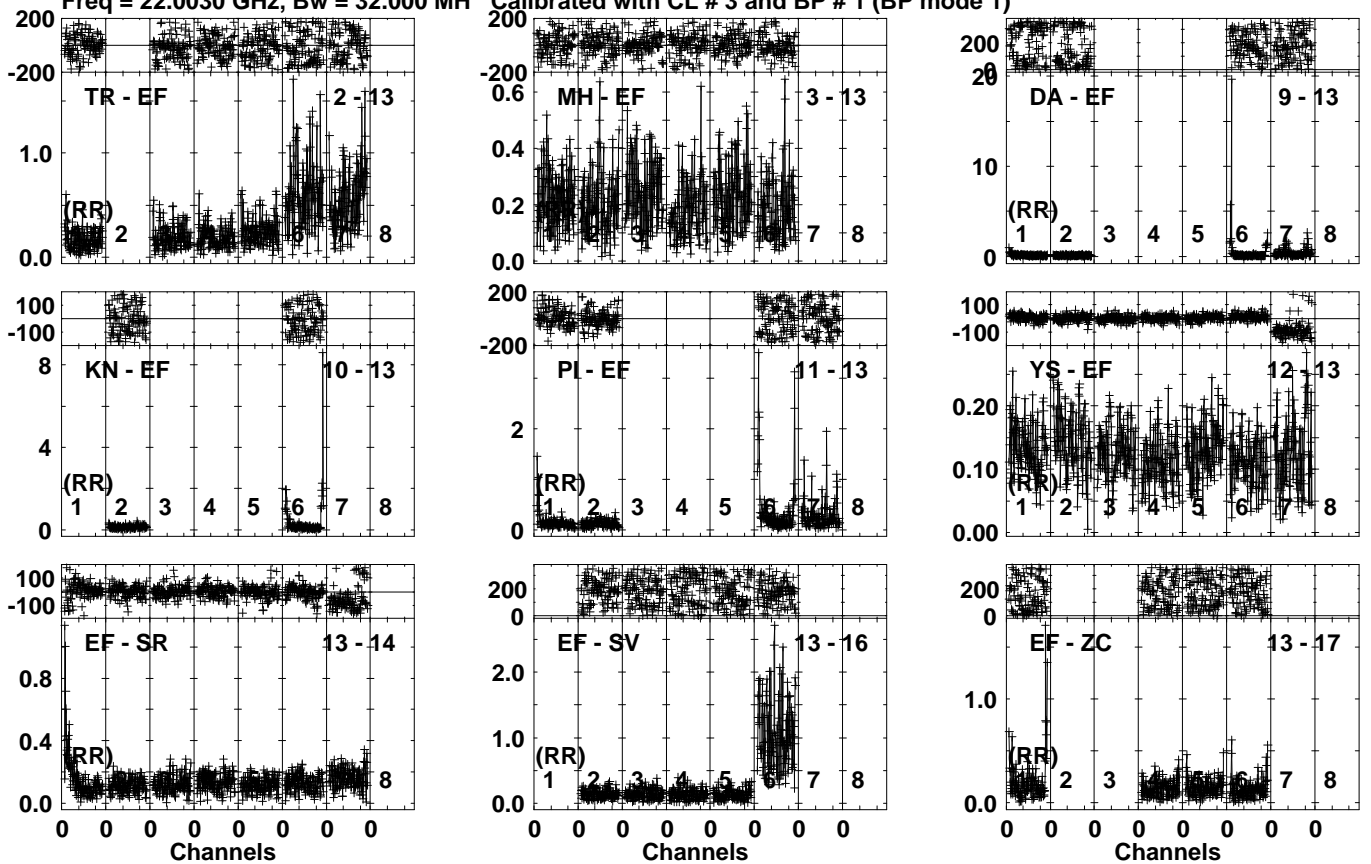 Freq = 22.0030 GHz, Bw = 32.000 MH Calibrated with CL # 3 and BP # 1 (BP mode 1)
200
-200
TR - EF 2 - 13
1.0
0.0
(RR)
2 6 8
200
-200
MH - EF 3 - 13
0.6
0.4
0.2
0.0
1 2 3 4 5 6 7 8
200
0
DA - EF 9 - 13
20
10
0
(RR)
1 2 3 4 5 6 7 8
100
-100
KN - EF 10 - 13
8
4
0
(RR)
1 2 3 4 5 6 7 8
200
-200
PI - EF 11 - 13
2
0
(RR)
1 2 3 4 5 6 7 8
100
-100
YS - EF 12 - 13
0.20
0.10
0.00
(RR)
1 2 3 4 5 6 7 8
100
-100
EF - SR 13 - 14
0.8
0.4
0.0
(RR)
8
200
0
EF - SV 13 - 16
2.0
1.0
0.0
(RR)
1 2 3 4 5 6 7 8
200
0
EF - ZC 13 - 17
1.0
0.0
(RR)
1 2 3 4 5 6 7 8
0 0 0 0 0 0 0 0 0 0 0 0 0 0 0 0 0 0 0 0 0 0 0 0
Channels Channels Channels